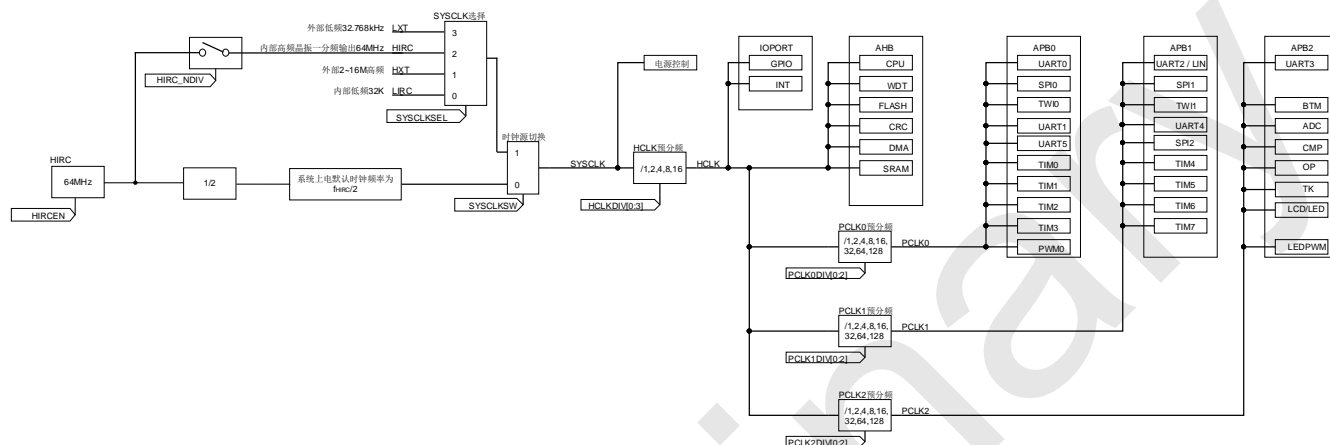 SYSCLK选择
外部低频32.768kHz LXT
3
内部高频晶振一分频输出64MHz HIRC
2
外部2~16M高频 HXT
1
内部低频32K LIRC
0
HIRC_NDIV
SYSCLKSEL
时钟源切换
1
0
SYSCLKSW
HIRC
64MHz
HIRCEN
1/2
系统上电默认时钟频率为
fHIRC/2
SYSCLK
电源控制
HCLK预分频
/1,2,4,8,16
HCLKDIV[0:3]
HCLK
IOPORT
GPIO
INT
AHB
CPU
WDT
FLASH
CRC
DMA
SRAM
PCLK0预分频
/1,2,4,8,16,
32,64,128
PCLK0DIV[0:2]
PCLK0
PCLK1预分频
/1,2,4,8,16,
32,64,128
PCLK1DIV[0:2]
PCLK1
PCLK2预分频
/1,2,4,8,16,
32,64,128
PCLK2DIV[0:2]
PCLK2
APB0
UART0
SPI0
TWI0
UART1
UART5
TIM0
TIM1
TIM2
TIM3
PWM0
APB1
UART2 / LIN
SPI1
TWI1
UART4
SPI2
TIM4
TIM5
TIM6
TIM7
APB2
UART3
BTM
ADC
CMP
OP
TK
LCD/LED
LEDPWM
inary